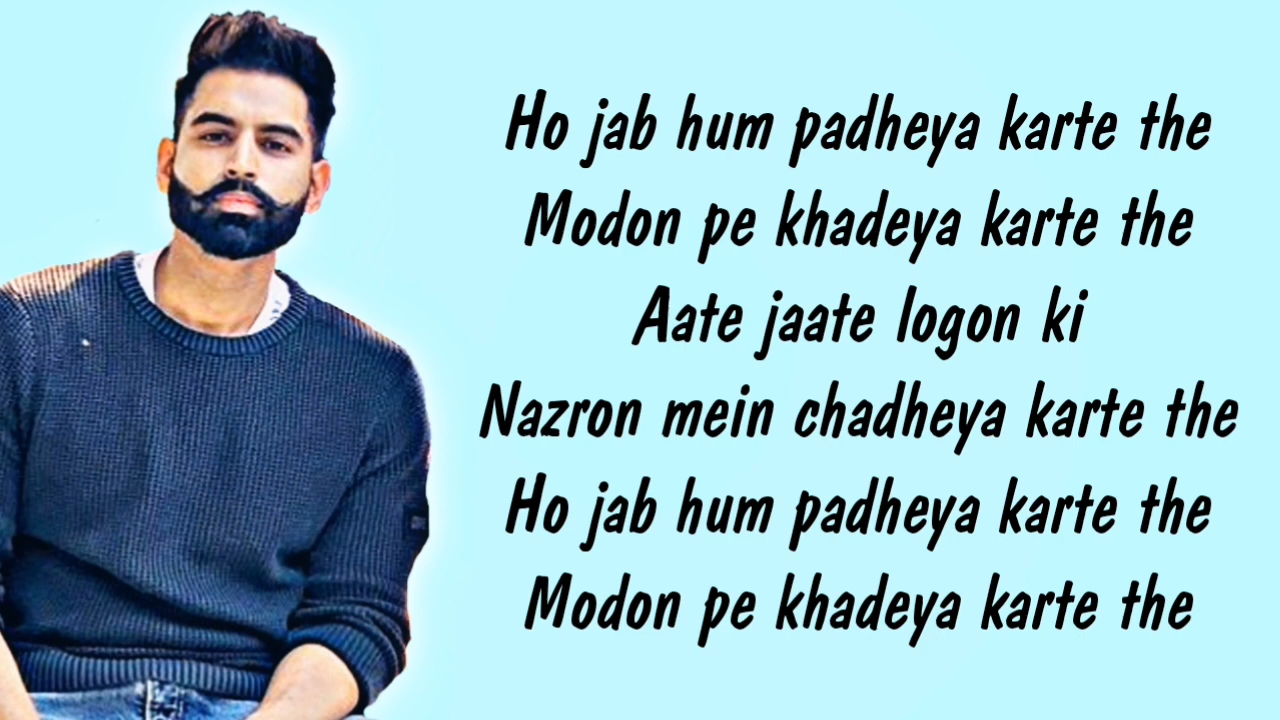 Ho jab hum padheya karte the
Modon pe khadeya karte the
Aate jaate logon ki
Nazron mein chadheya karte the
Ho jab hum padheya karte the
Modon pe khadeya karte the